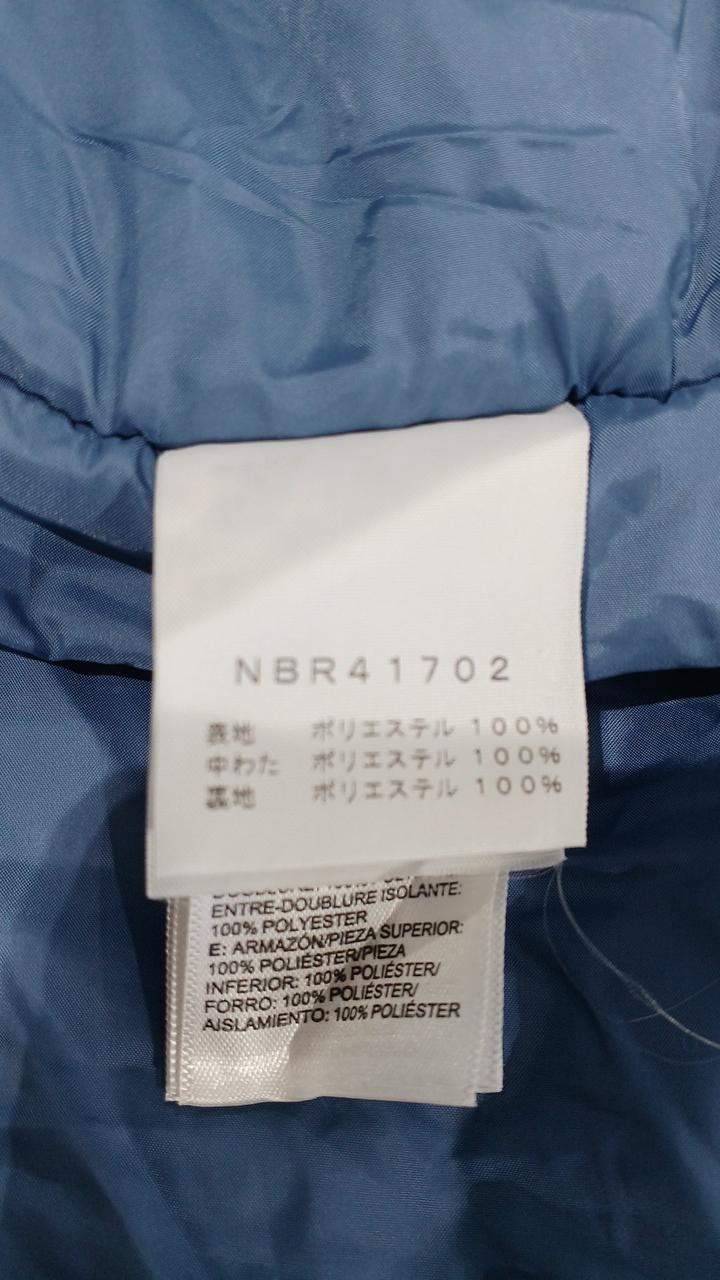 NBR41702
表地 ポリエステル 100%
中わた ポリエステル 100%
裏地 ポリエステル 100%
ENTRE-DOUBLURE ISOLANTE:
100% POLYESTER
E: ARMAZÓN/PIEZA SUPERIOR:
100% POLIÉSTER/PIEZA
INFERIOR: 100% POLIÉSTER/
FORRO: 100% POLIÉSTER/
AISLAMIENTO: 100% POLIÉSTER